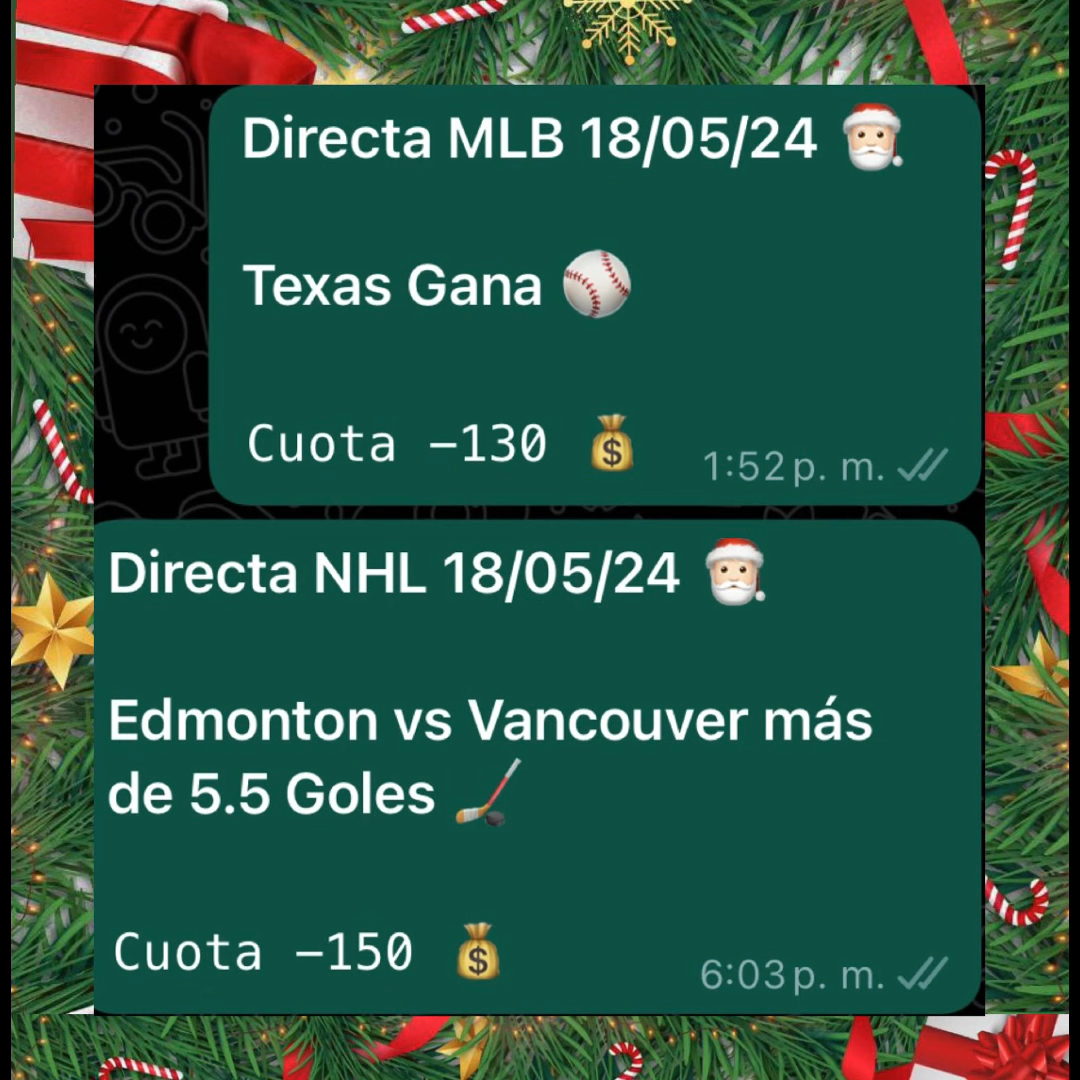 Directa MLB 18/05/24 🎅🏻
Texas Gana ⚾
Cuota -130 💰
1:52 p. m.
Directa NHL 18/05/24 🎅🏻
Edmonton vs Vancouver más
de 5.5 Goles 🏒
Cuota -150 💰
6:03 p. m.